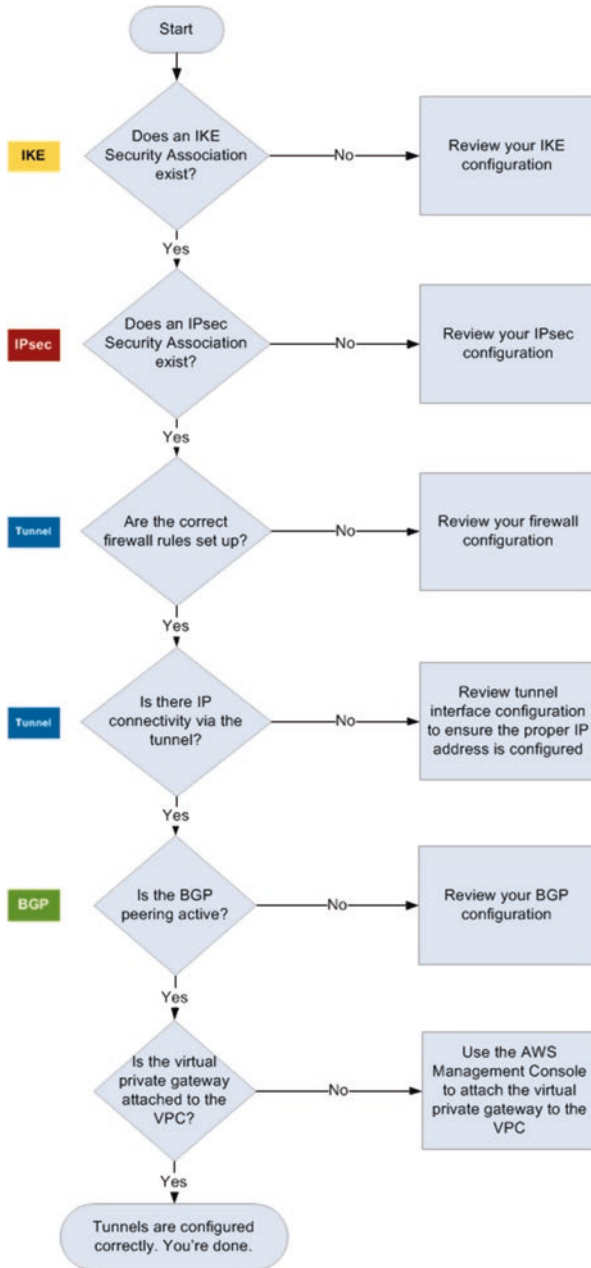 Start
IKE
Does an IKE
Security Association
exist?
No
Review your IKE
configuration
Yes
IPsec
Does an IPsec
Security Association
exist?
No
Review your IPsec
configuration
Yes
Tunnel
Are the correct
firewall rules set up?
No
Review your firewall
configuration
Yes
Tunnel
Is there IP
connectivity via the
tunnel?
No
Review tunnel
interface configuration
to ensure the proper IP
address is configured
Yes
BGP
Is the BGP
peering active?
No
Review your BGP
configuration
Yes
Is the virtual
private gateway
attached to the
VPC?
No
Use the AWS
Management Console
to attach the virtual
private gateway to the
VPC
Yes
Tunnels are configured
correctly. You're done.